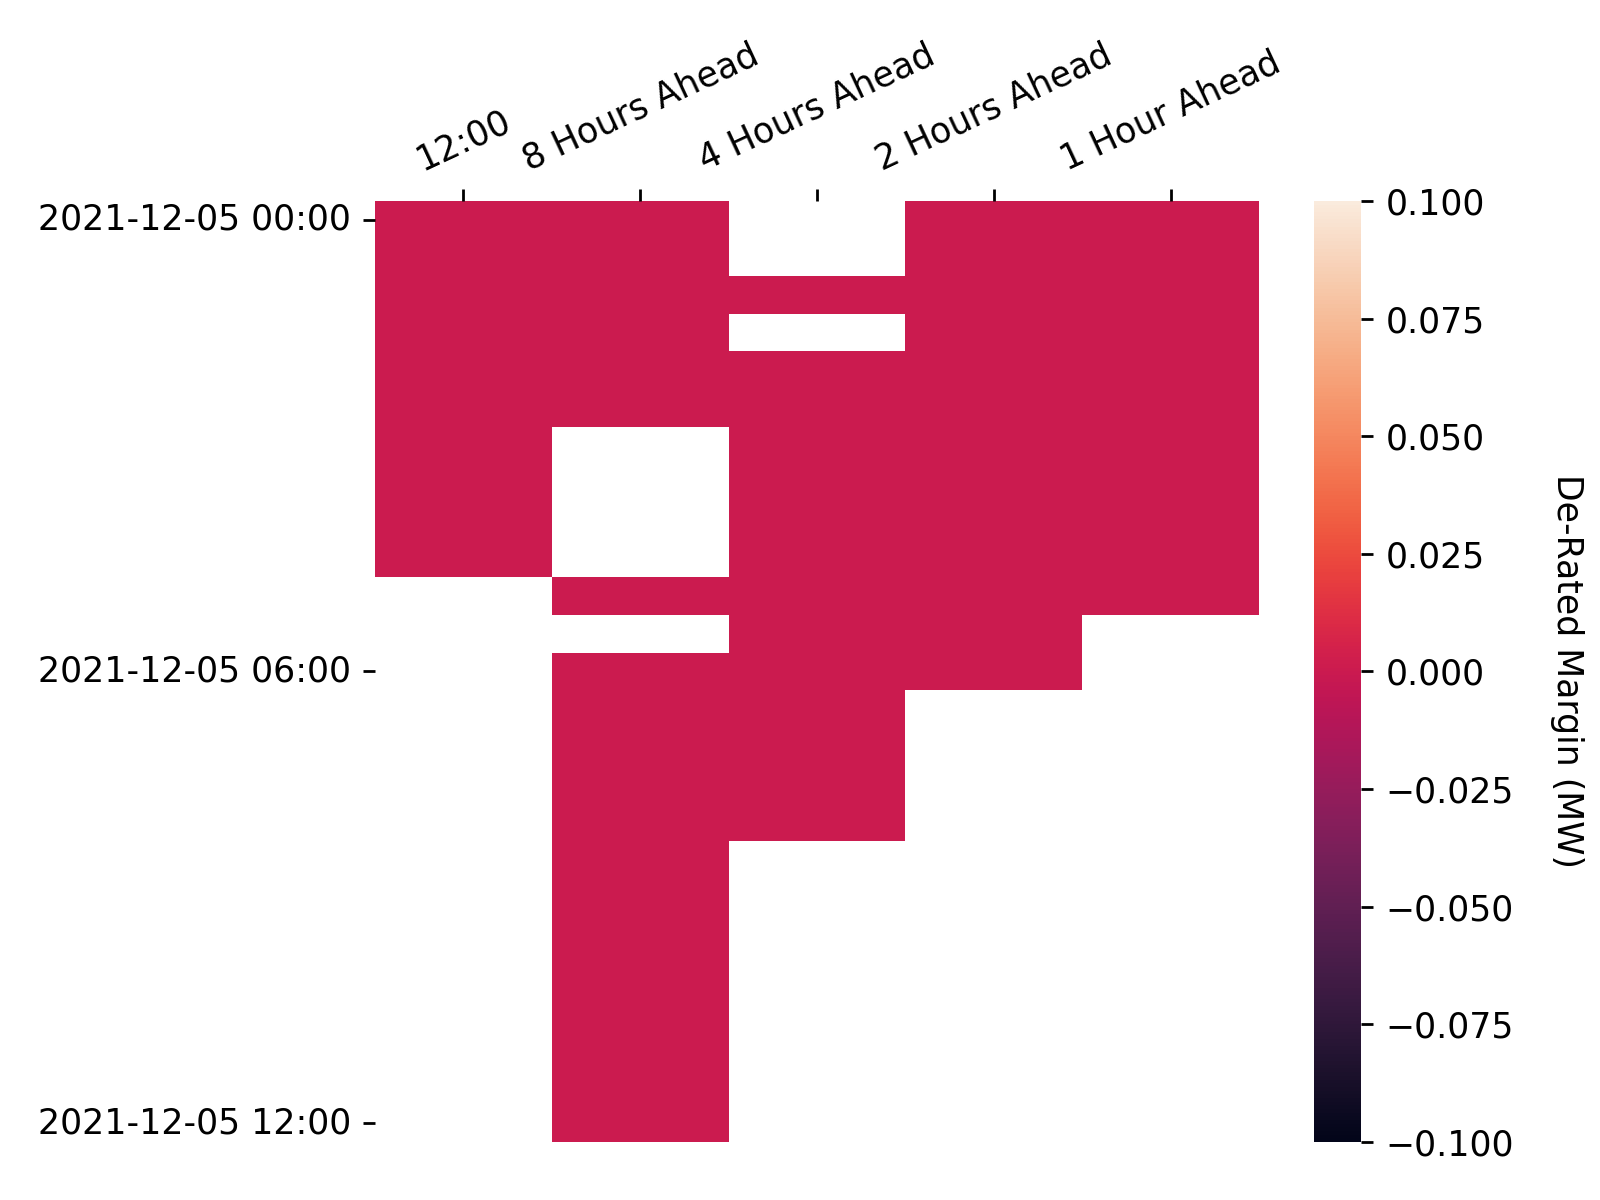 12:00
8 Hours Ahead
4 Hours Ahead
2 Hours Ahead
1 Hour Ahead
2021-12-05 00:00
2021-12-05 06:00
2021-12-05 12:00
0.100
0.075
0.050
0.025
0.000
−0.025
−0.050
−0.075
−0.100
De-Rated Margin (MW)